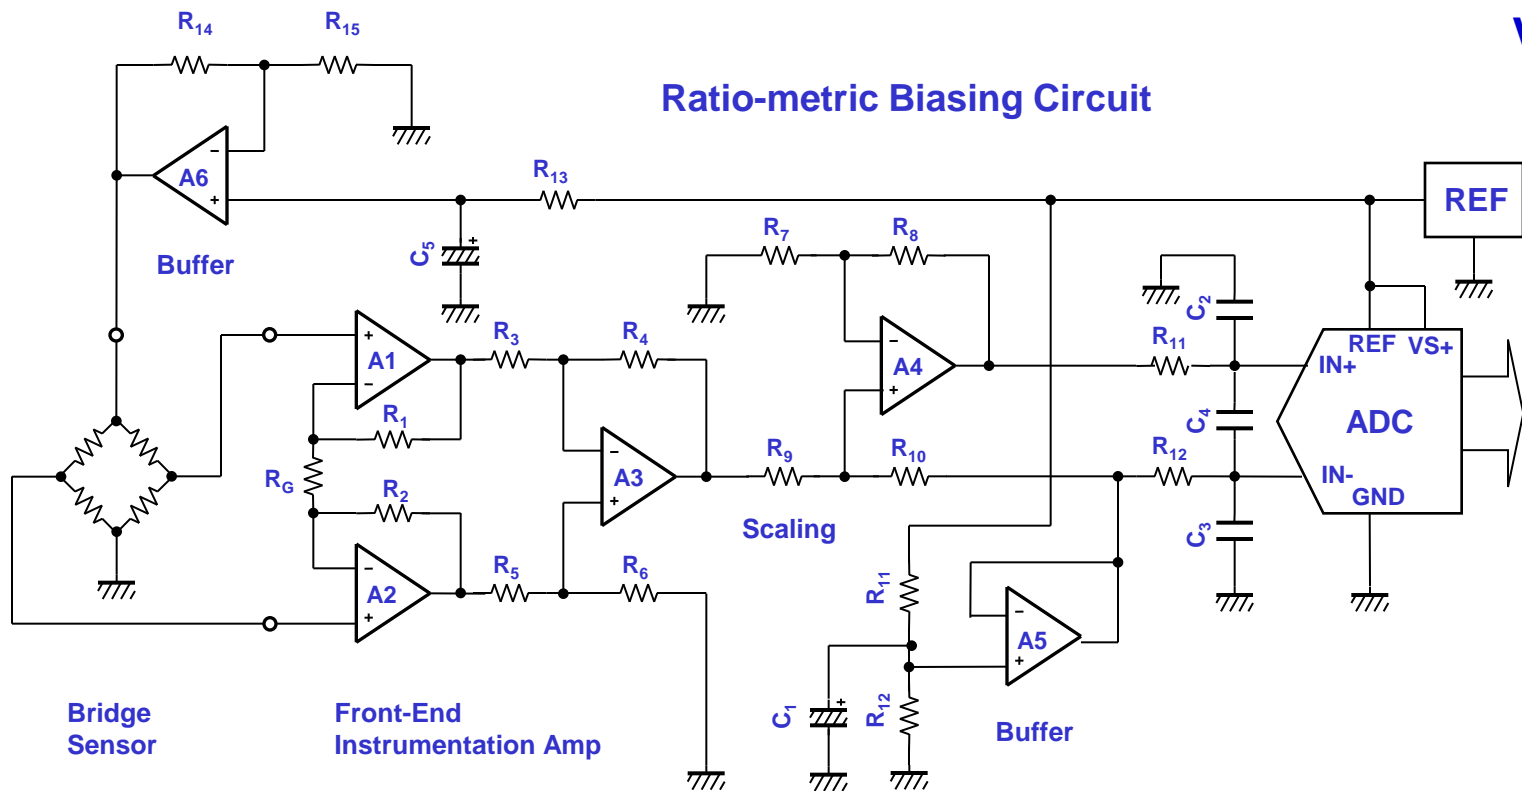 R14 R15
V
Ratio-metric Biasing Circuit
A6
-
+
R13
REF
Buffer
C5
+
R7 R8
C2
R3 R4
+
A1
-
-
A4
+
R11
REF VS+
IN+
R1
C4
ADC
RG
R2
-
A3
+
R9 R10
R12
IN-
GND
Scaling
C3
-
A2
+
R5 R6
R11
-
A5
+
Bridge
Sensor
Front-End
Instrumentation Amp
C1
+
R12
Buffer